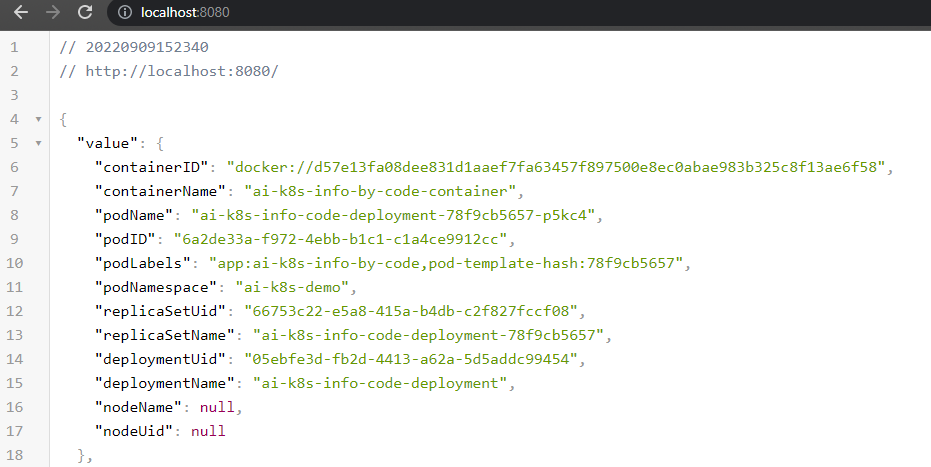 localhost:8080
1 // 20220909152340
2 // http://localhost:8080/
3
4 {
5 "value": {
6 "containerID": "docker://d57e13fa08dee831d1aaef7fa63457f897500e8ec0abae983b325c8f13ae6f58",
7 "containerName": "ai-k8s-info-by-code-container",
8 "podName": "ai-k8s-info-code-deployment-78f9cb5657-p5kc4",
9 "podID": "6a2de33a-f972-4ebb-b1c1-c1a4ce9912cc",
10 "podLabels": "app:ai-k8s-info-by-code,pod-template-hash:78f9cb5657",
11 "podNamespace": "ai-k8s-demo",
12 "replicaSetUid": "66753c22-e5a8-415a-b4db-c2f827fccf08",
13 "replicaSetName": "ai-k8s-info-code-deployment-78f9cb5657",
14 "deploymentUid": "05ebfe3d-fb2d-4413-a62a-5d5addc99454",
15 "deploymentName": "ai-k8s-info-code-deployment",
16 "nodeName": null,
17 "nodeUid": null
18 },